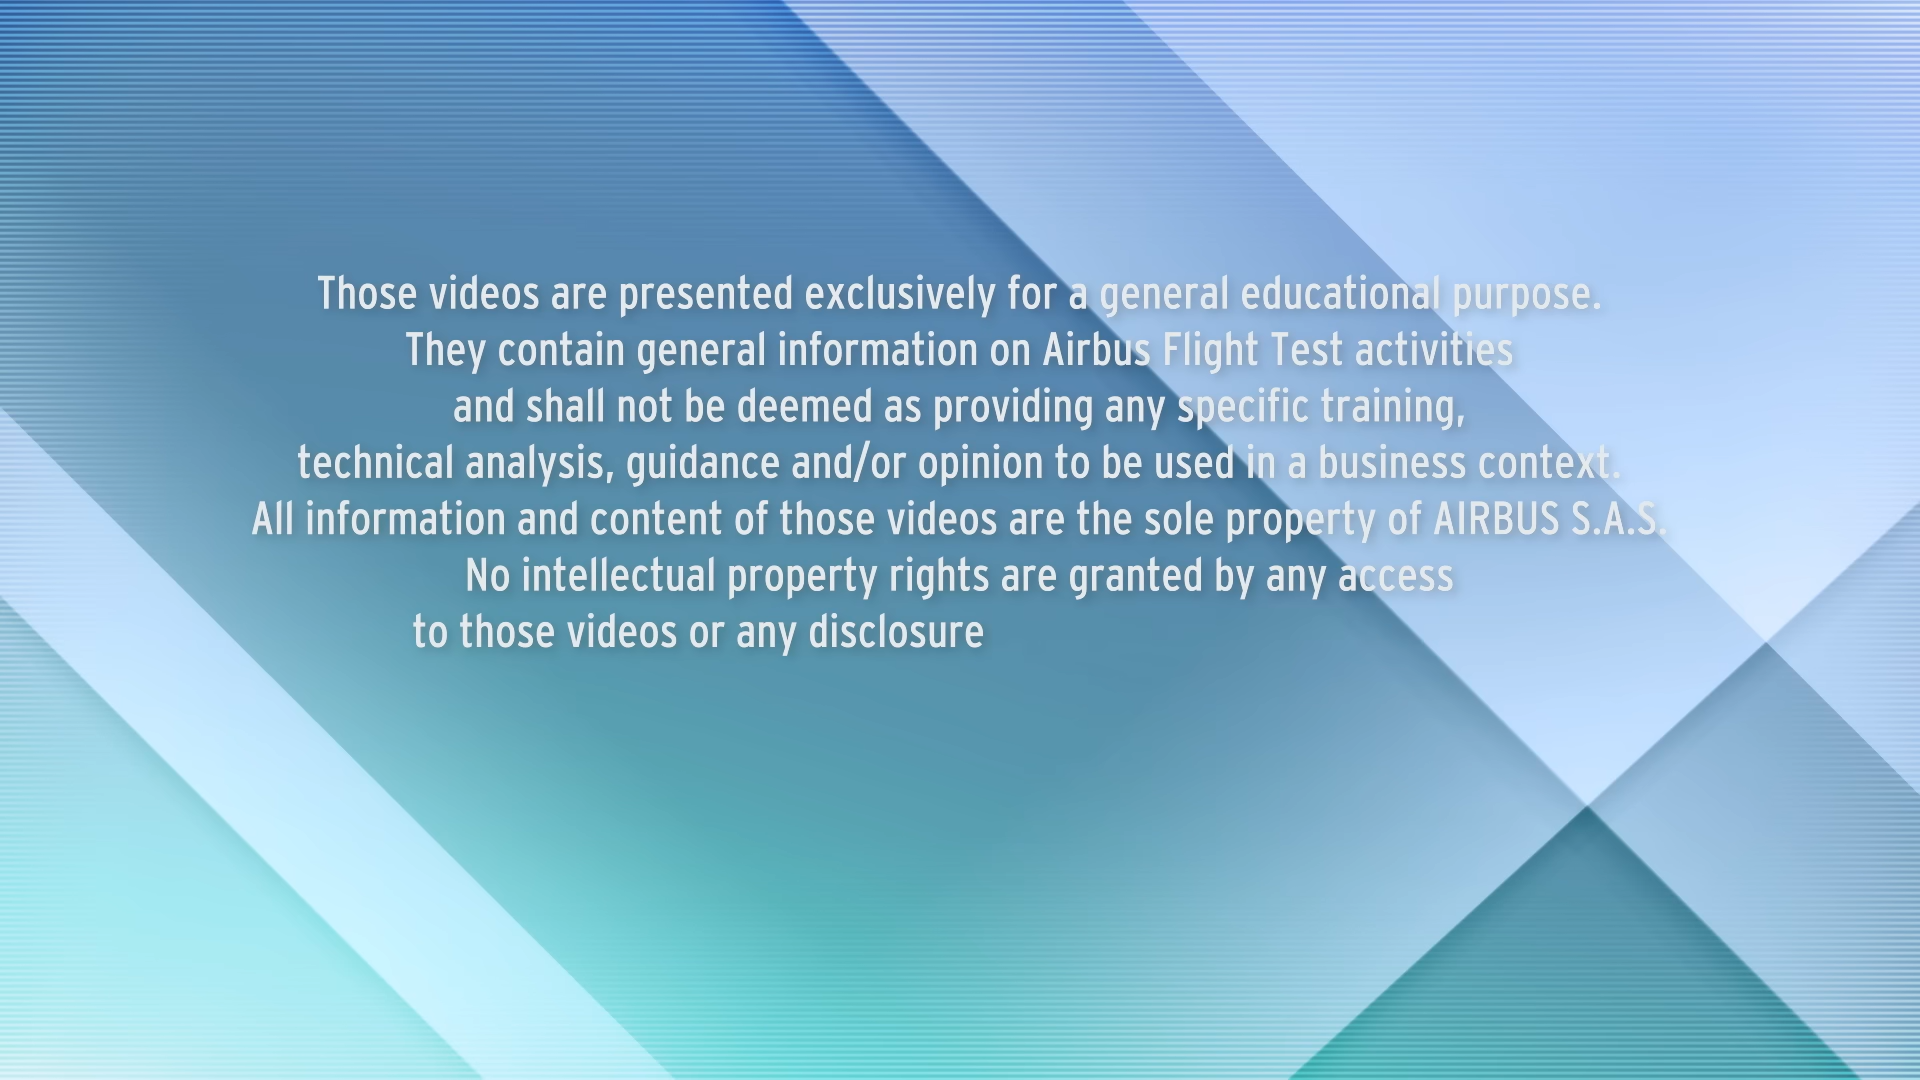 Those videos are presented exclusively for a general educational purpose.
They contain general information on Airbus Flight Test activities
and shall not be deemed as providing any specific training,
technical analysis, guidance and/or opinion to be used in a business context.
All information and content of those videos are the sole property of AIRBUS S.A.S.
No intellectual property rights are granted by any access
to those videos or any disclosure